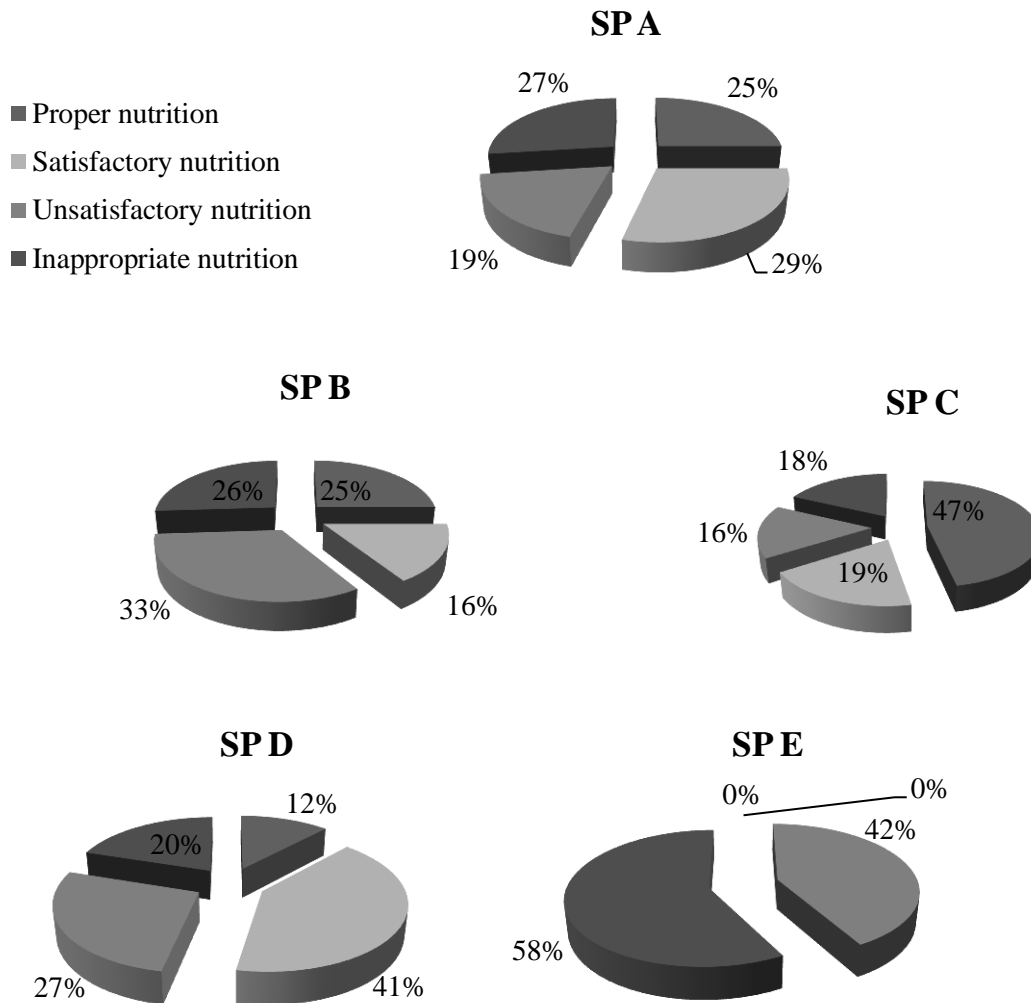 SP A
27%
25%
Proper nutrition
Satisfactory nutrition
Unsatisfactory nutrition
Inappropriate nutrition
19%
29%
SP B
26%
25%
33%
16%
SP C
18%
47%
16%
19%
SP D
12%
20%
27%
41%
SP E
0%
0%
42%
58%